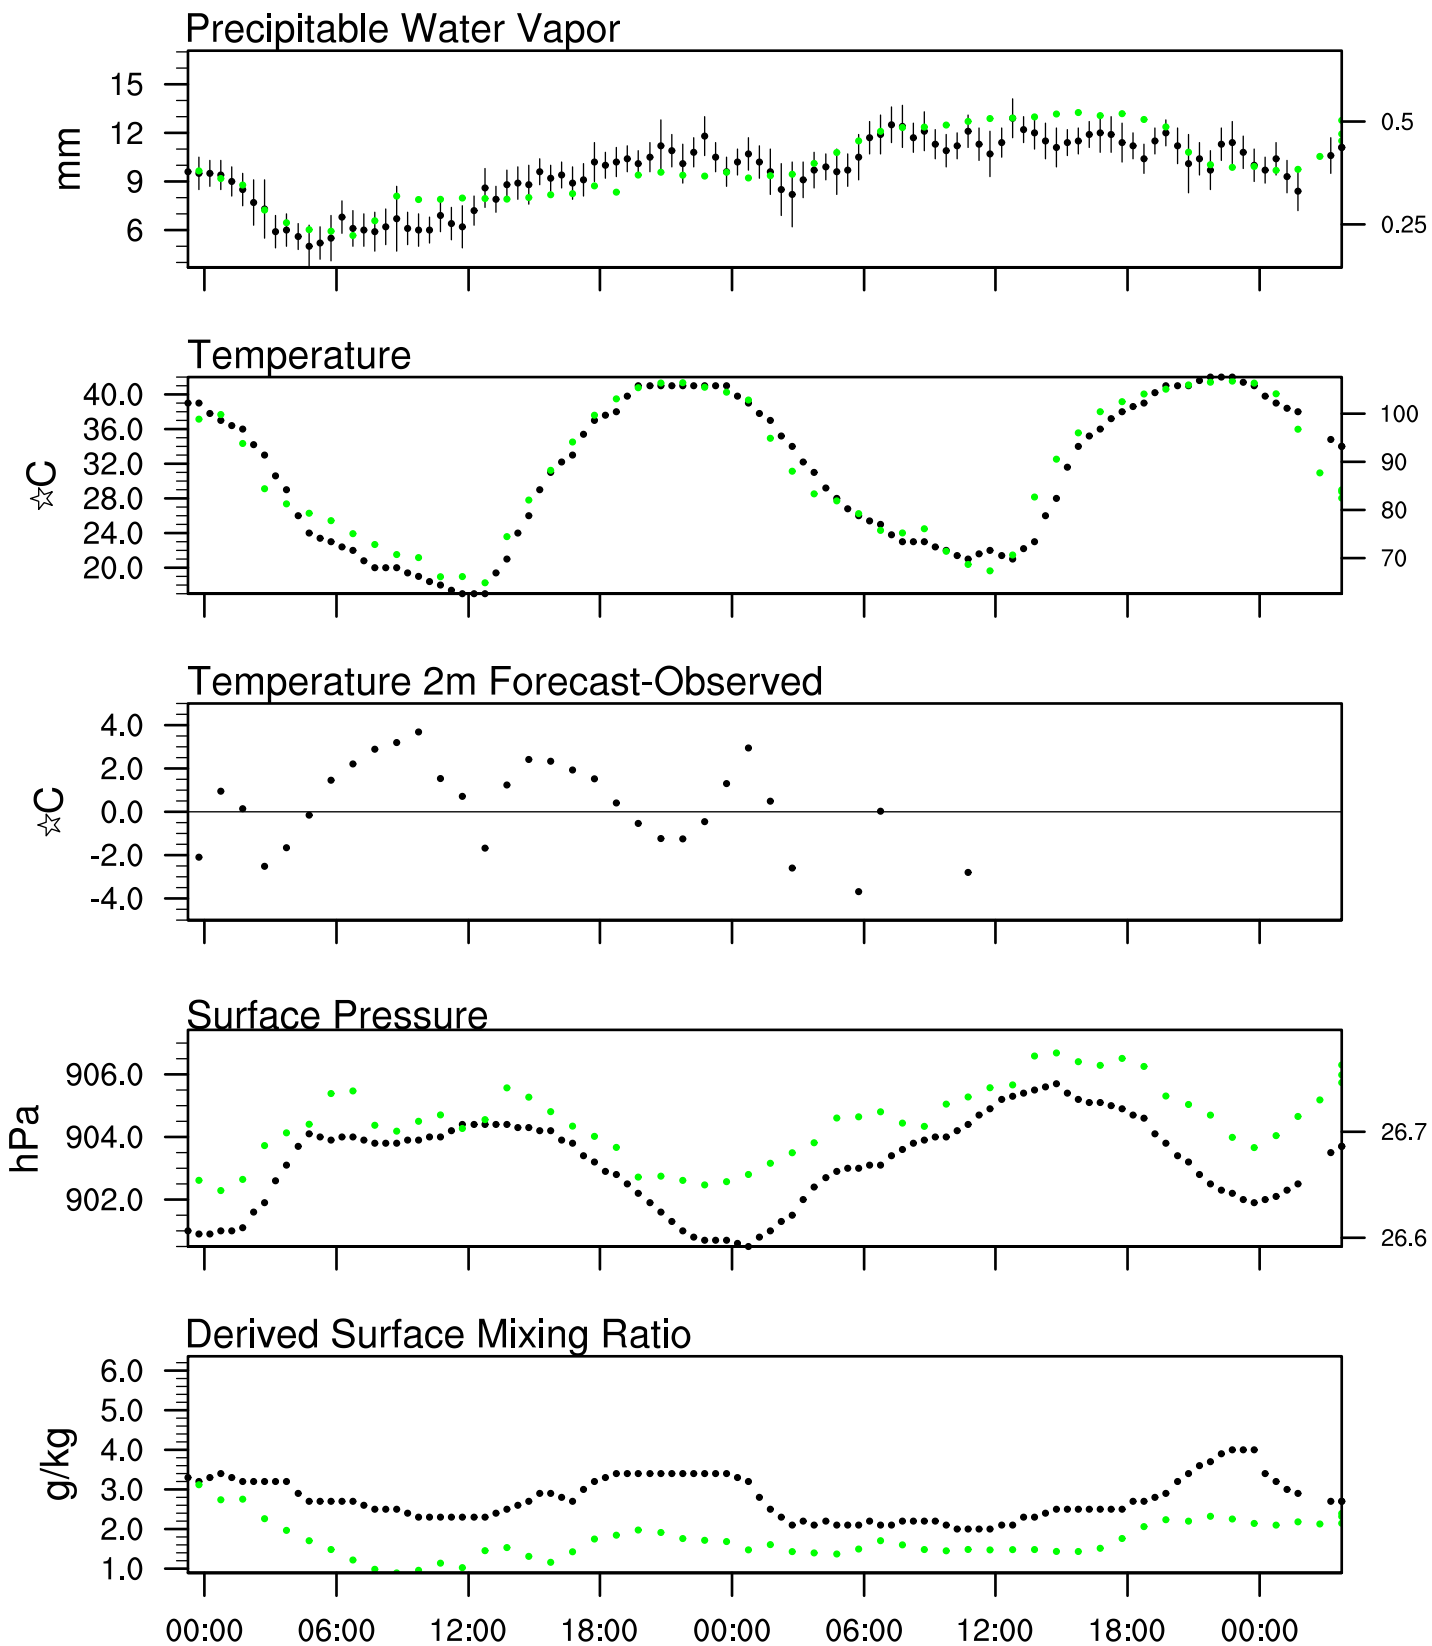 Precipitable Water Vapor
mm
15
12
9
6
0.5
0.25
Temperature
☆C
40.0
36.0
32.0
28.0
24.0
20.0
100
90
80
70
Temperature 2m Forecast-Observed
☆C
4.0
2.0
0.0
-2.0
-4.0
Surface Pressure
hPa
906.0
904.0
902.0
26.7
26.6
Derived Surface Mixing Ratio
g/kg
6.0
5.0
4.0
3.0
2.0
1.0
00:00 06:00 12:00 18:00 00:00 06:00 12:00 18:00 00:00